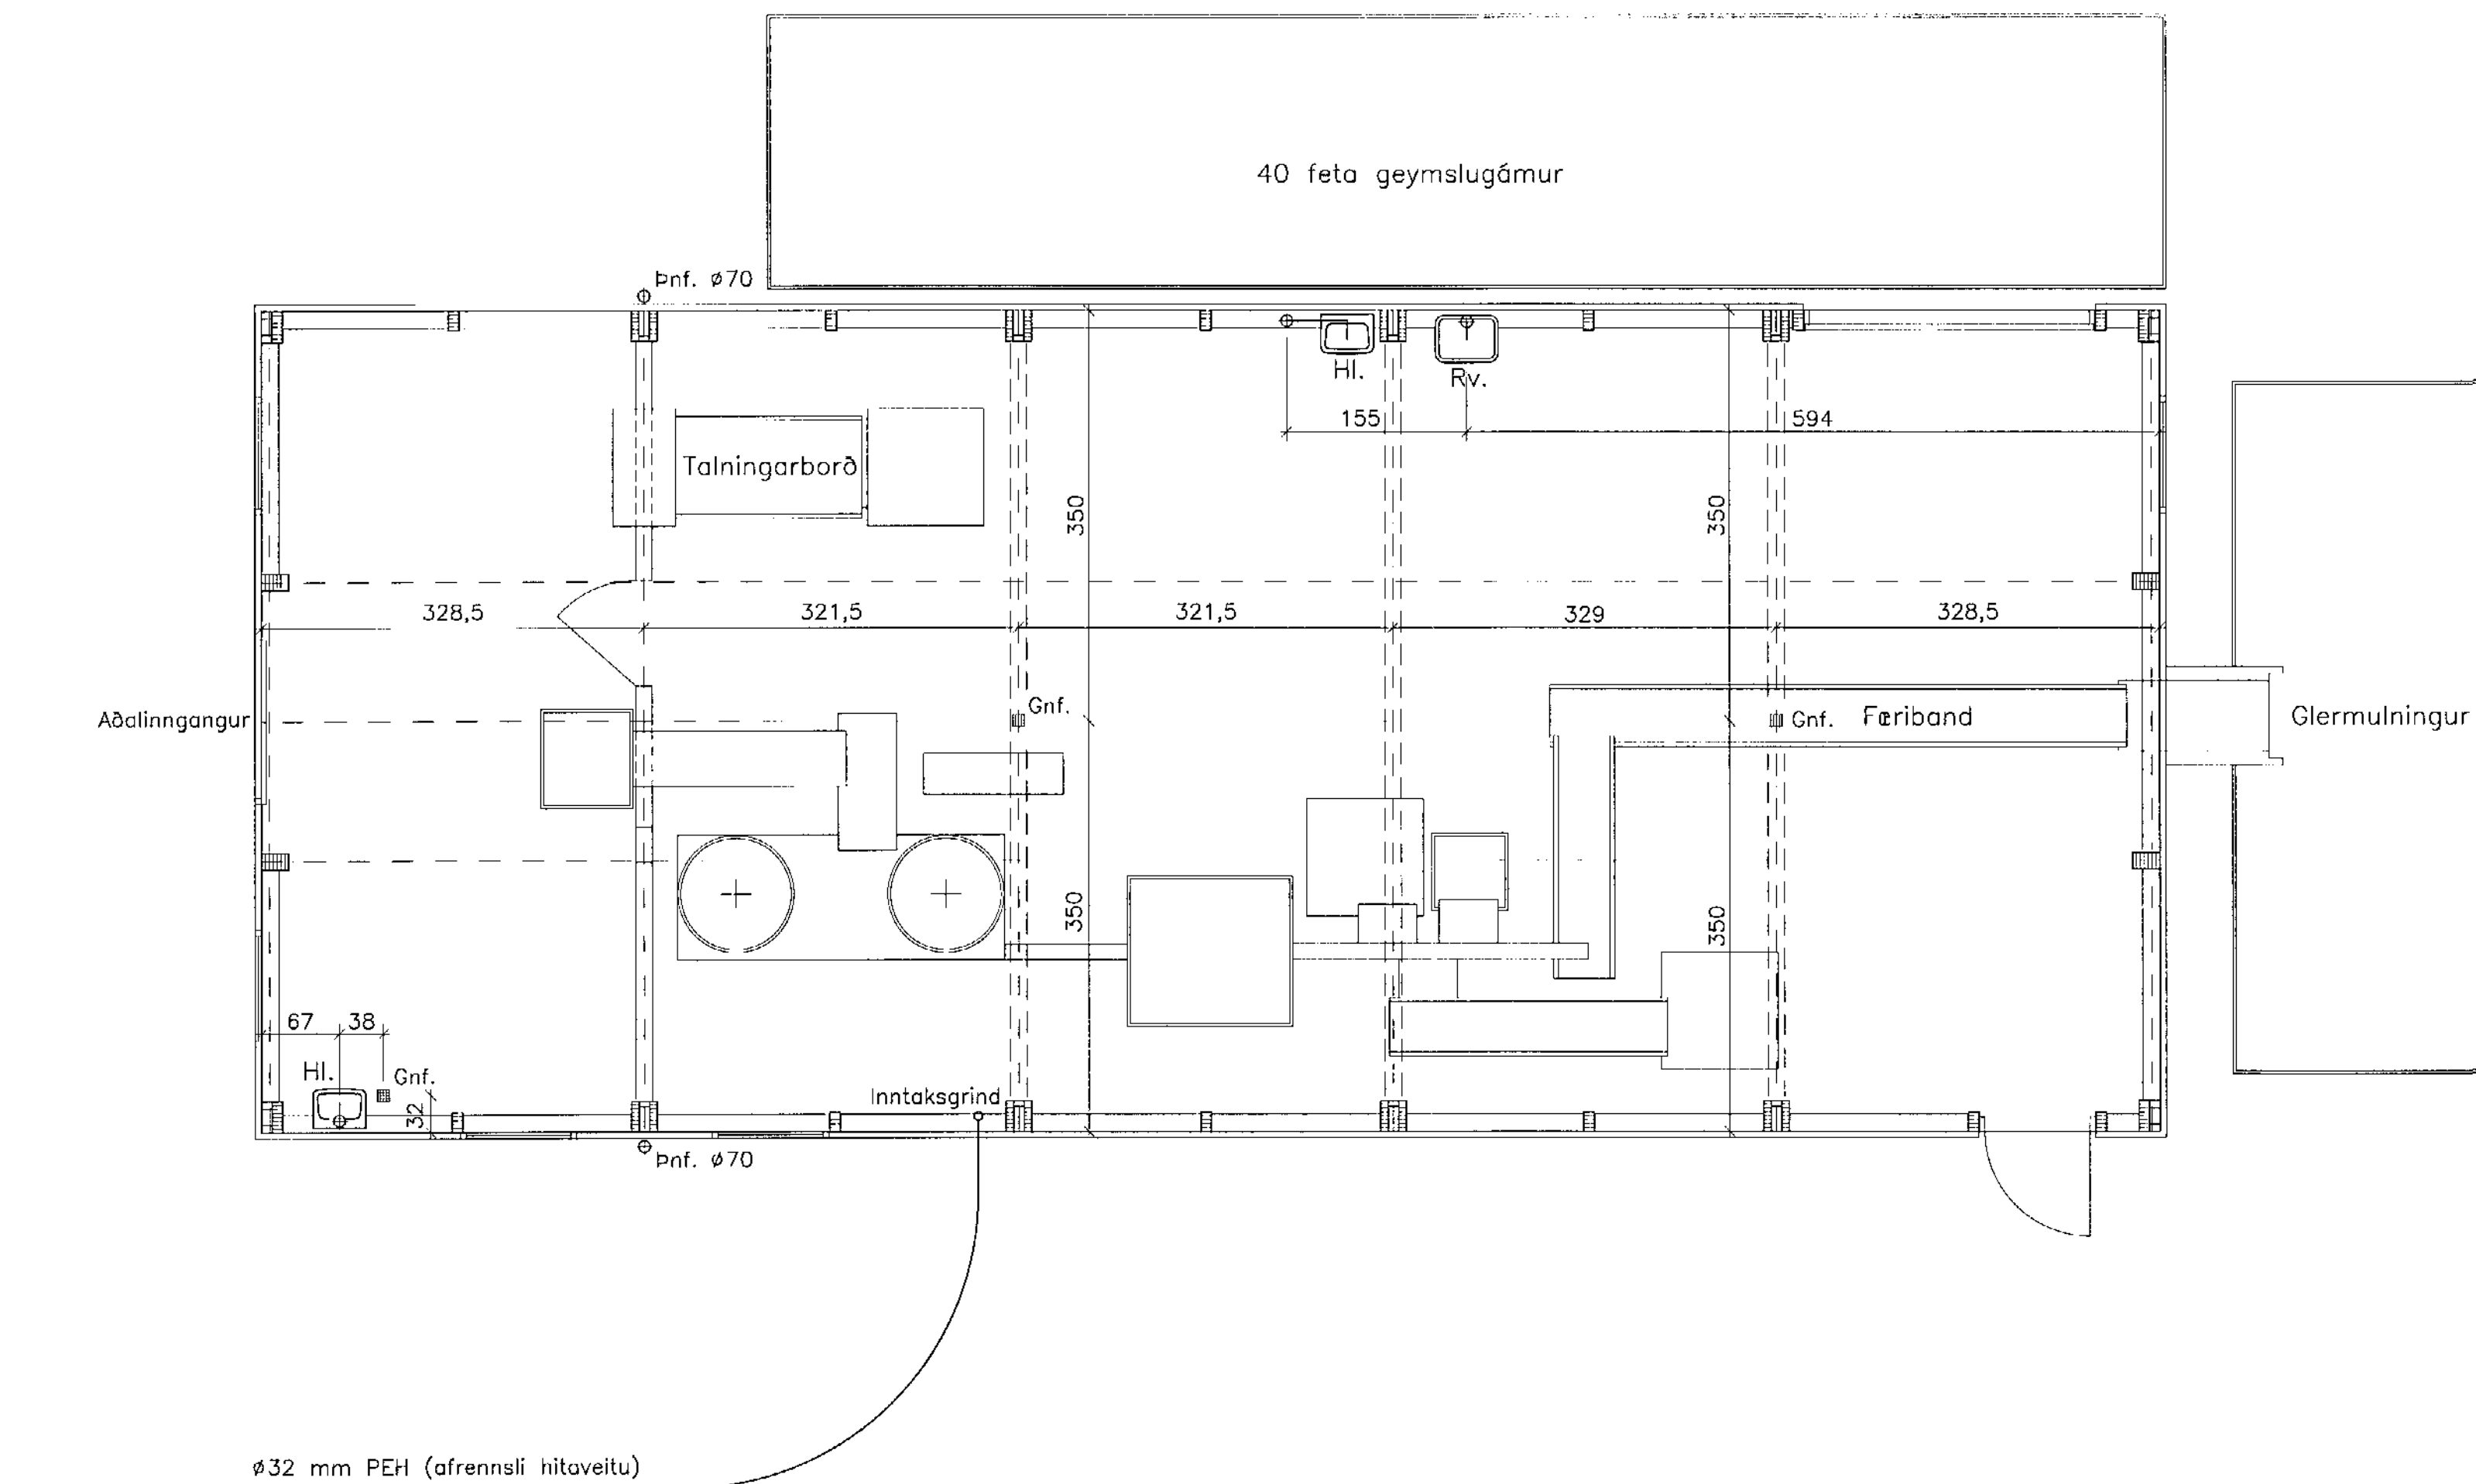 40 feta geymslugámur
Þnf. ø70
Hl.
Rv.
155
594
Talningarborð
350
350
328,5
321,5
321,5
329
328,5
Aðalinngangur
Gnf.
Gnf.
Færiband
Glermulningur
350
350
67
38
Hl.
Gnf.
32
Inntaksgrind
Þnf. ø70
ø32 mm PEH (afrennsli hitaveitu)